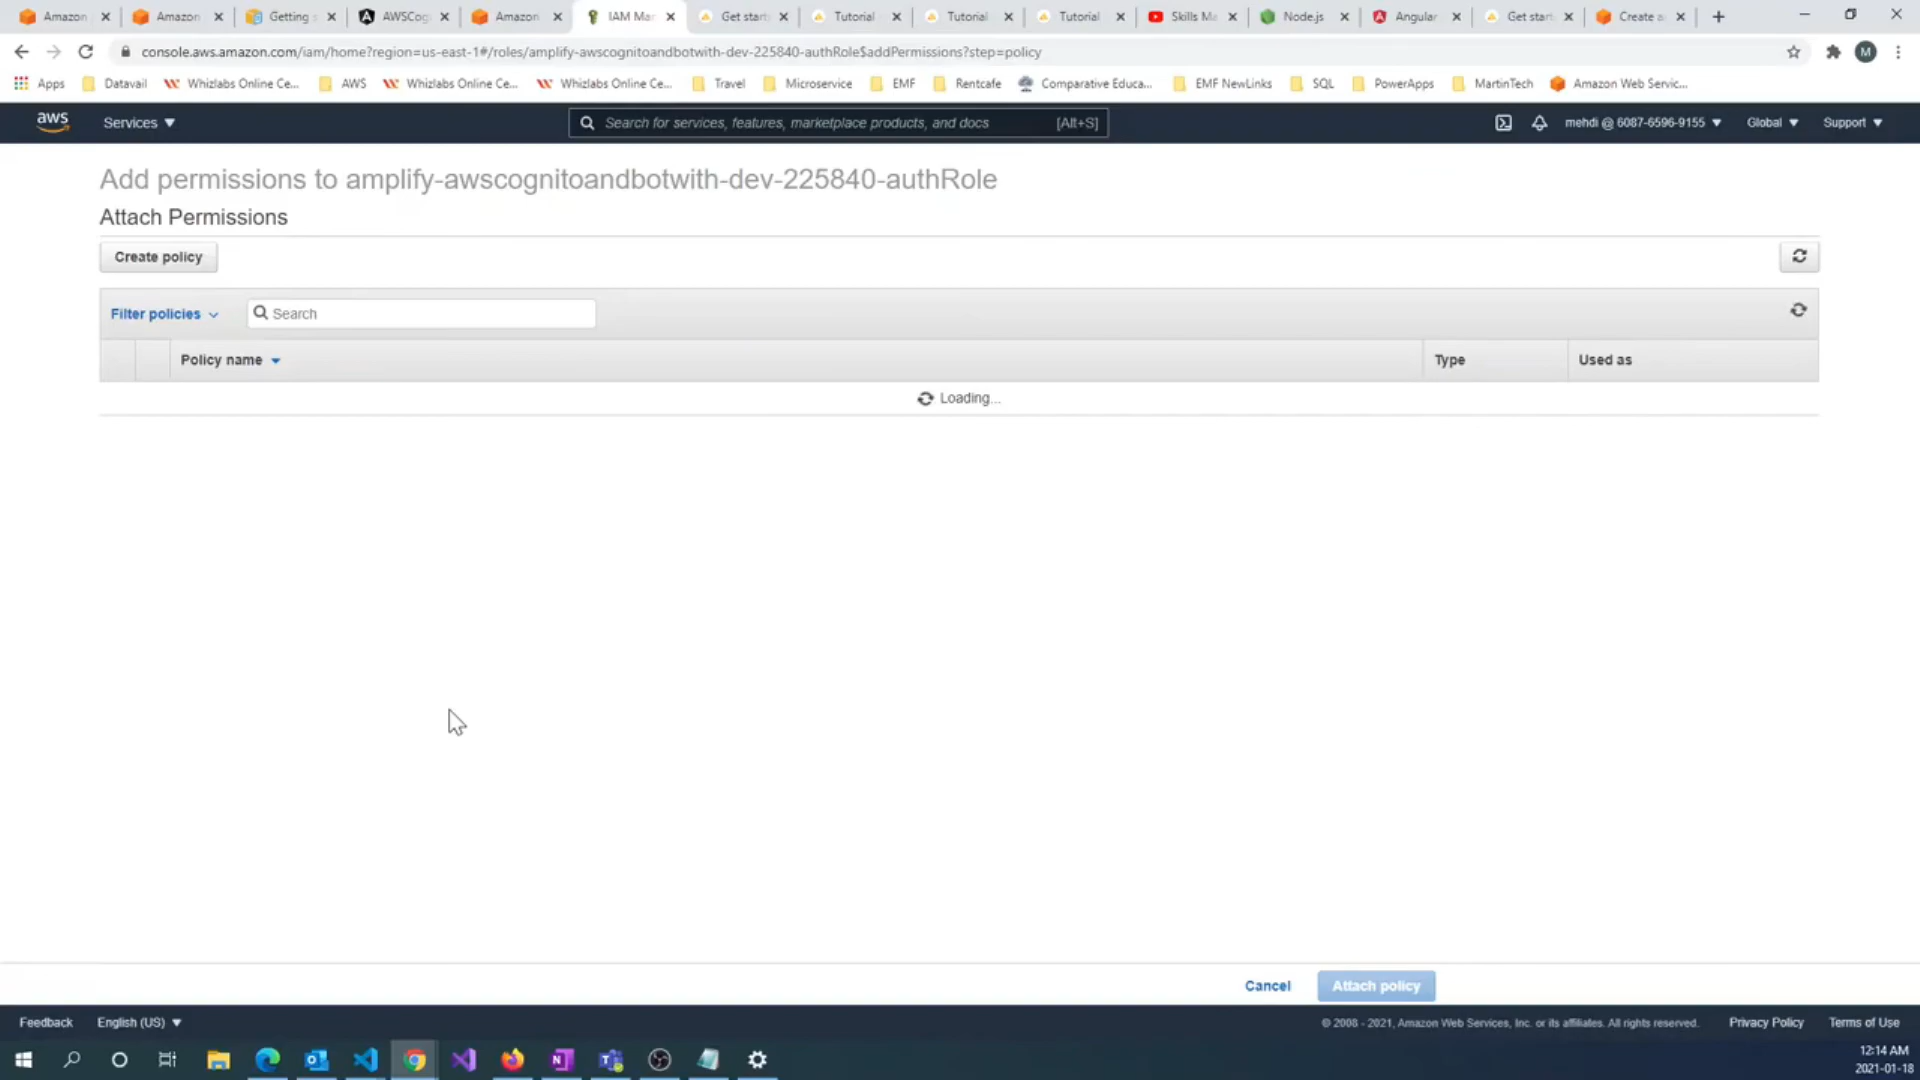 Amazon
Amazon
Getting s
AWSCog
Amazon
IAM Mar
Get start
Tutorial
Tutorial
Tutorial
Skills Ma
Node.js
Angular
Get start
Create a
console.aws.amazon.com/iam/home?region=us-east-1#/roles/amplify-awscognitoandbotwith-dev-225840-authRole$addPermissions?step=policy
M
Apps
Datavail
Whizlabs Online Ce...
AWS
Whizlabs Online Ce...
Whizlabs Online Ce...
Travel
Microservice
EMF
Rentcafe
Comparative Educa...
EMF NewLinks
SQL
PowerApps
MartinTech
Amazon Web Servic...
aws
Services
Search for services, features, marketplace products, and docs
[Alt+S]
mehdi @ 6087-6596-9155
Global
Support
Add permissions to amplify-awscognitoandbotwith-dev-225840-authRole
Attach Permissions
Create policy
Filter policies
Search
Policy name
Type
Used as
Loading...
Cancel
Attach policy
Feedback
English (US)
© 2008 - 2021, Amazon Web Services, Inc. or its affiliates. All rights reserved.
Privacy Policy
Terms of Use
12:14 AM
2021-01-18